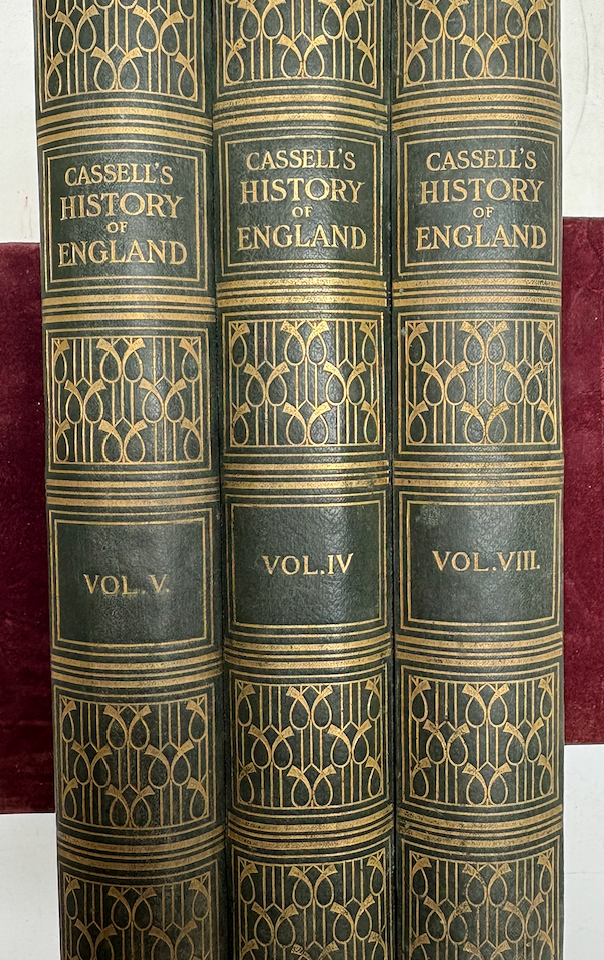 CASSELL'S
HISTORY
OF
ENGLAND
VOL.V.
CASSELL'S
HISTORY
OF
ENGLAND
VOL.IV
CASSELL'S
HISTORY
OF
ENGLAND
VOL.VIII.